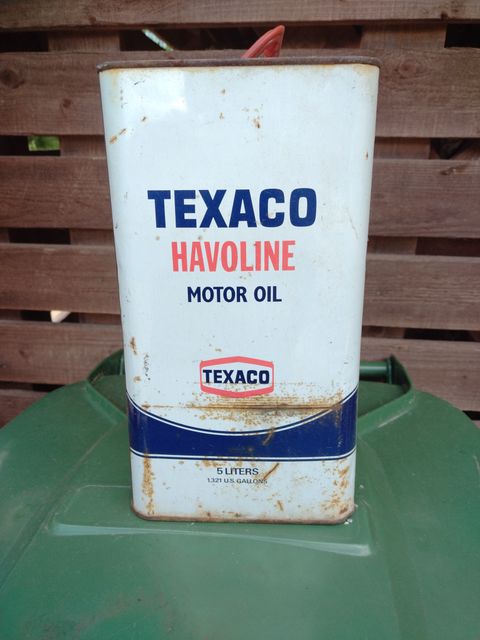 TEXACO
HAVOLINE
MOTOR OIL
TEXACO
5 LITERS
1.321 U.S. GALLONS